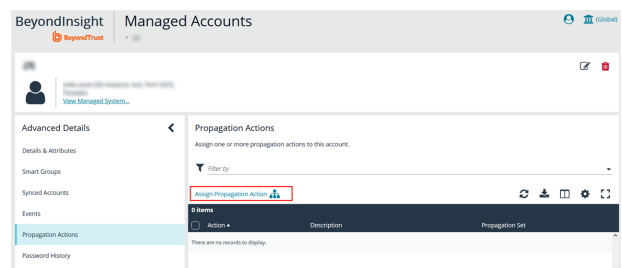 BeyondInsight
BeyondTrust
Managed Accounts
(Global)
View Managed System...
Advanced Details
Details & Attributes
Smart Groups
Synced Accounts
Events
Propagation Actions
Password History
Propagation Actions
Assign one or more propagation actions to this account.
Filter by
Assign Propagation Action
0 items
Action
Description
Propagation Set
There are no records to display.